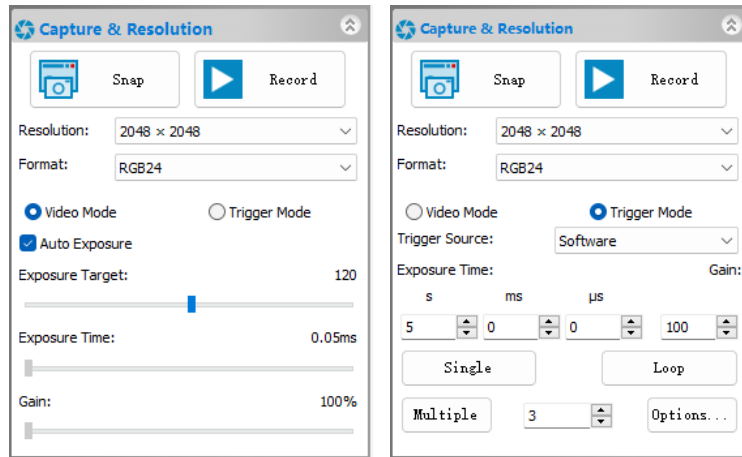 Capture & Resolution
Snap Record
Resolution: 2048 × 2048
Format: RGB24
Video Mode Trigger Mode
Auto Exposure
Exposure Target: 120
Exposure Time: 0.05ms
Gain: 100%
Capture & Resolution
Snap Record
Resolution: 2048 × 2048
Format: RGB24
Video Mode Trigger Mode
Trigger Source: Software
Exposure Time: Gain:
s ms μs
5 0 0 100
Single Loop
Multiple 3 Options...